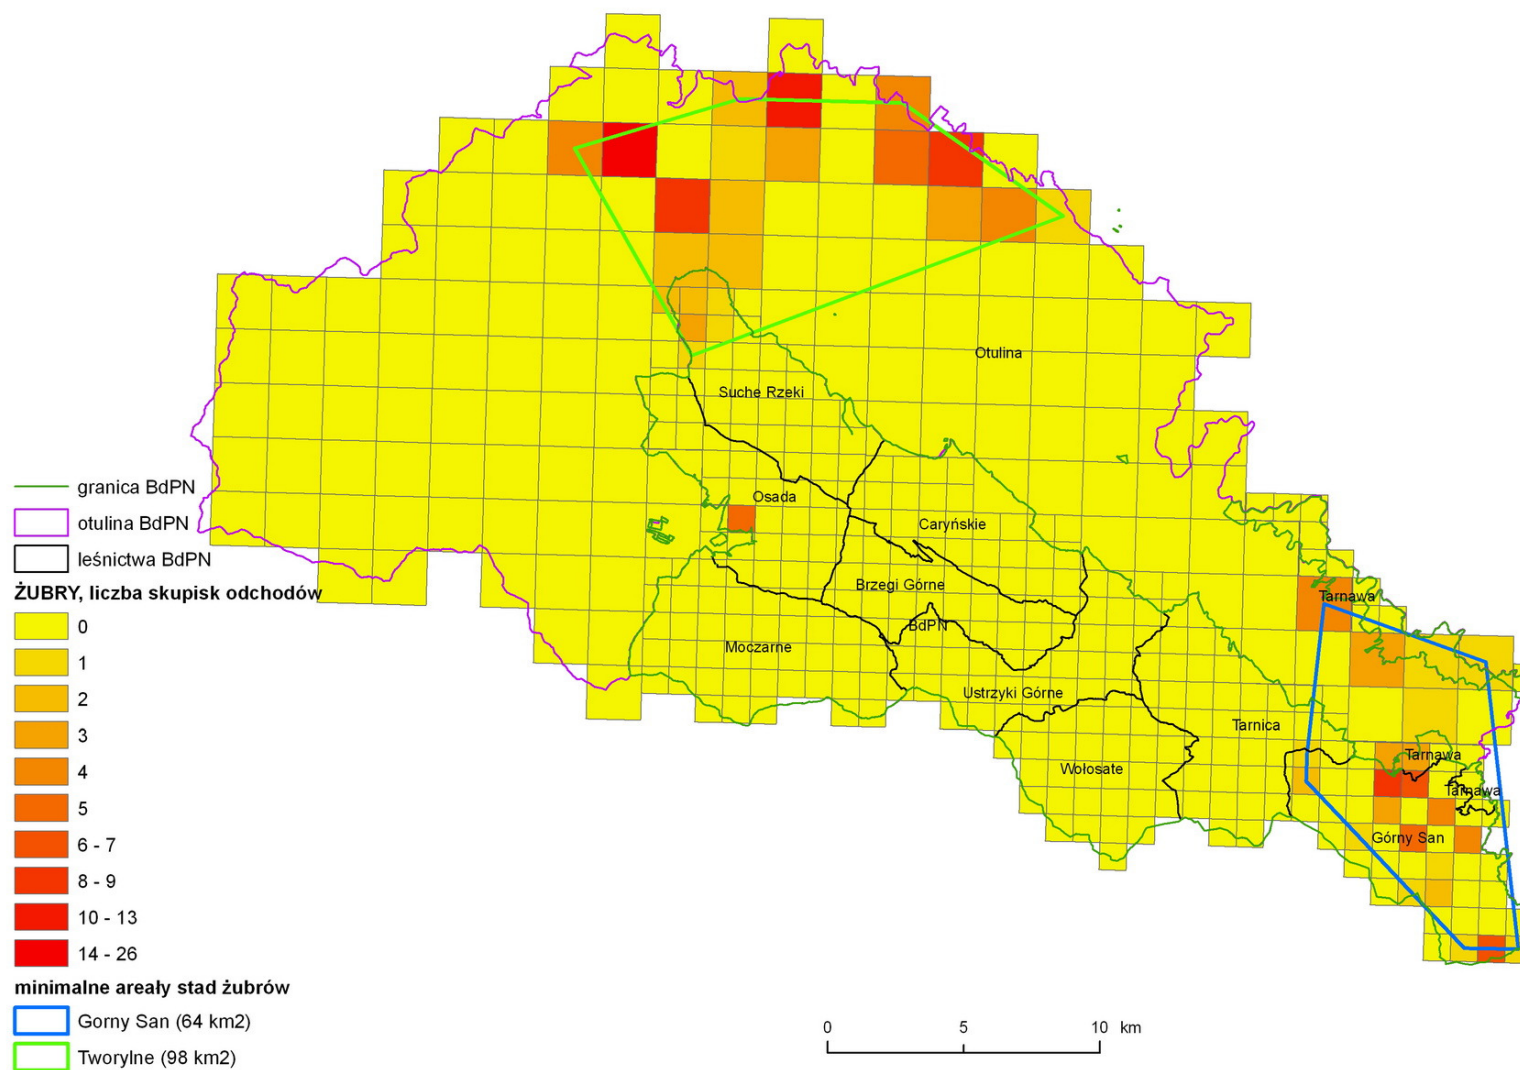 Otulina
Suche Rzeki
Osada
Caryńskie
Brzegi Górne
BdPN
Moczarne
Ustrzyki Górne
Wołosate
Tarnica
Tarnawa
Tarnawa
Tarnawa
Górny San
granica BdPN
otulina BdPN
leśnictwa BdPN
ŻUBRY, liczba skupisk odchodów
0
1
2
3
4
5
6 - 7
8 - 9
10 - 13
14 - 26
minimalne areały stad żubrów
Gorny San (64 km2)
Tworylne (98 km2)
0 5 10 km